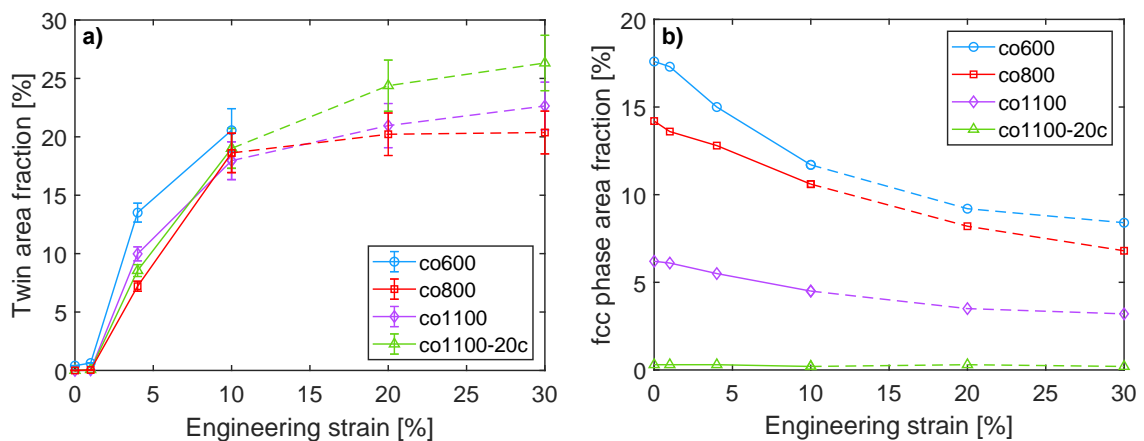 a)
Twin area fraction [%]
30
25
20
15
10
5
0
co600
co800
co1100
co1100-20c
0 5 10 15 20 25 30
Engineering strain [%]
b)
fcc phase area fraction [%]
20
15
10
5
0
co600
co800
co1100
co1100-20c
0 5 10 15 20 25 30
Engineering strain [%]